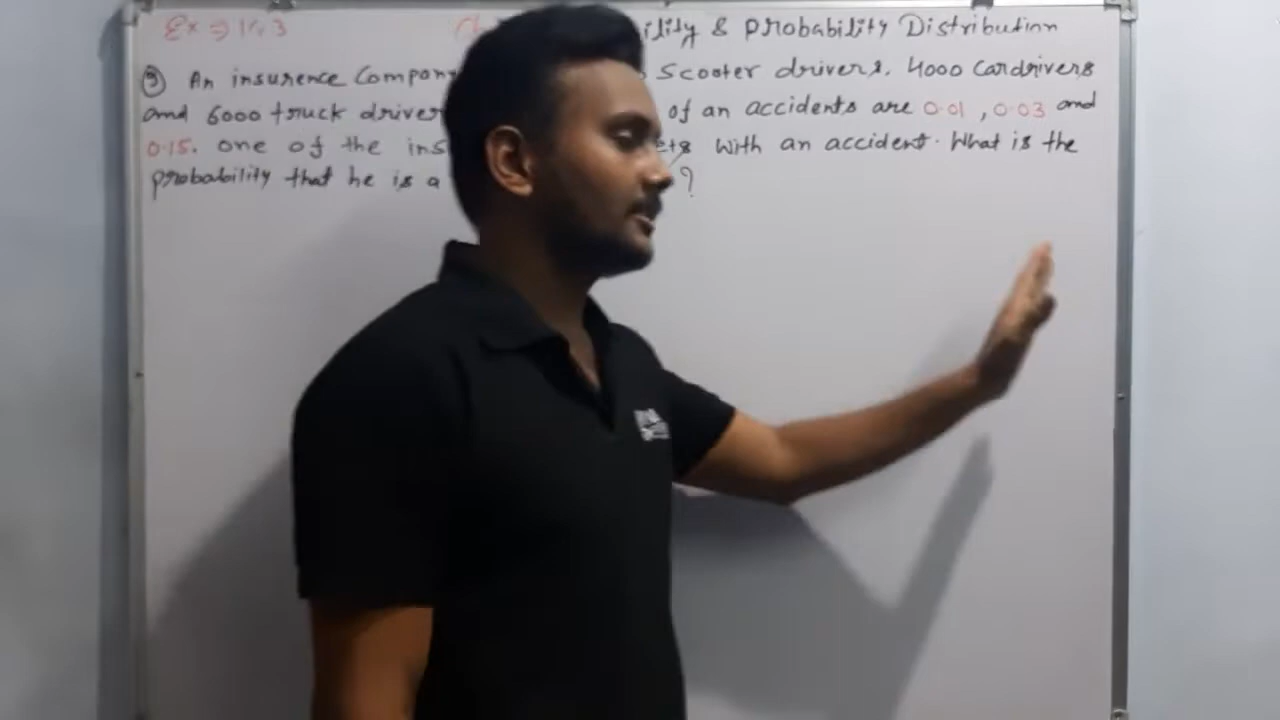 Ex => 1 3 ility & Probability Distribution
9 An insurence Compan Scooter drivers. 4000 Cardrivers
and 6000 truck driver of an accidents are 0.01 , 0.03 and
0.15. one of the ins ets with an accident. What is the
probability that he is a ?